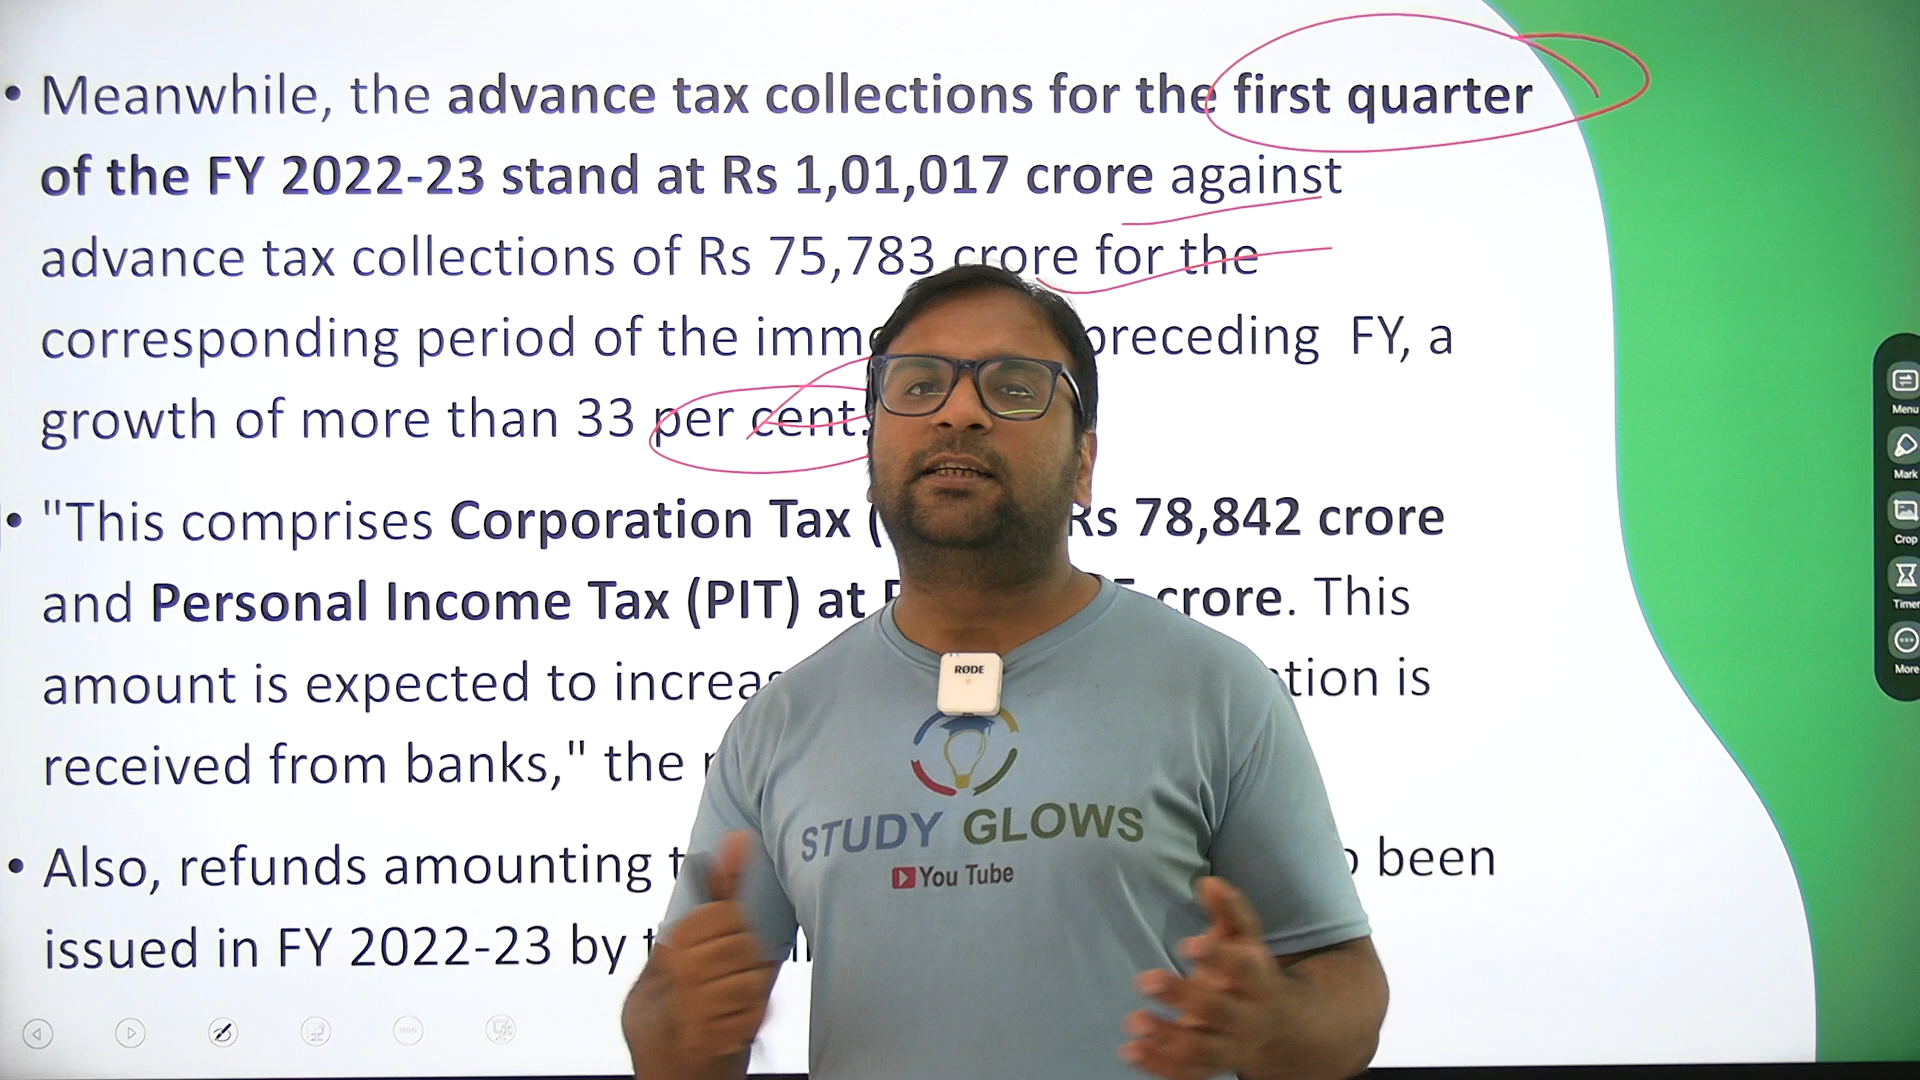 • Meanwhile, the advance tax collections for the first quarter
of the FY 2022-23 stand at Rs 1,01,017 crore against
advance tax collections of Rs 75,783 crore for the
corresponding period of the preceding FY, a
growth of more than 33 per cent.
• "This comprises Corporation Tax ( Rs 78,842 crore
and Personal Income Tax (PIT) at crore. This
amount is expected to is
received from banks," the
• Also, refunds amounting been
issued in FY 2022-23 by
Menu
Mark
Crop
Timer
More
RØDE
STUDY GLOWS
You Tube